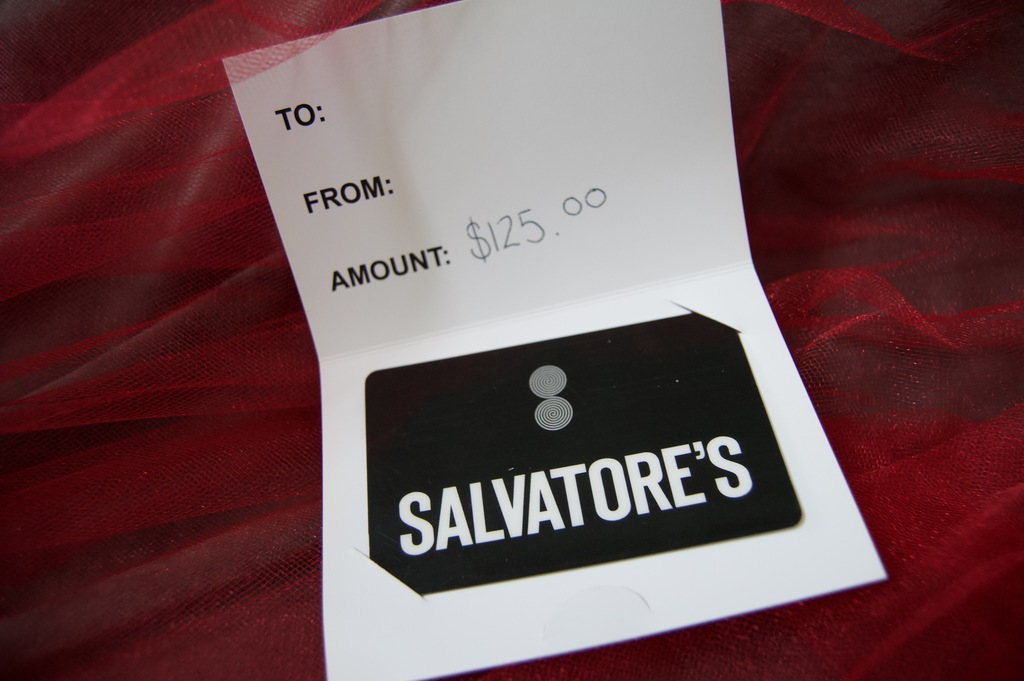 TO:
FROM:
AMOUNT: $125.00
SALVATORE'S